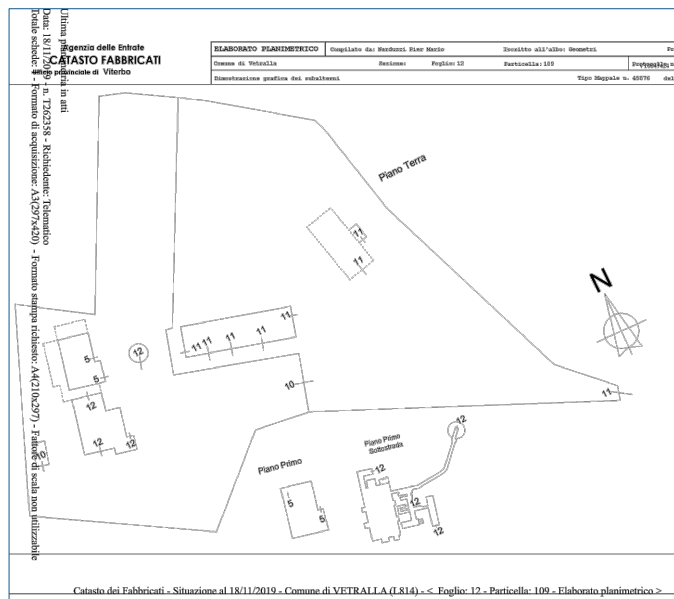 Agenzia delle Entrate
CATASTO FABBRICATI
Ufficio provinciale di Viterbo
ELABORATO PLANIMETRICO
Compilato da: Narduzzi Pier Mario
Iscritto all'albo: Geometri
Comune di Vetralla
Sezione:
Foglio: 12
Particella: 109
Dimostrazione grafica dei subalterni
Tipo Mappale n.
del
Ultima planimetria in atti
Data: 18/11/2019 - n. T262358 - Richiedente: Telematico
Totale schede: - Formato di acquisizione: A3(297x420) - Formato stampa richiesto: A4(210x297) - Fattore di scala non utilizzabile
Piano Terra
11
11
N
11 11 11 11 11
12
5
5
10
11
12
12 12
10
Piano Primo
5
5
Piano Primo
Sottostrada
12
12
12
12
Catasto dei Fabbricati - Situazione al 18/11/2019 - Comune di VETRALLA (L814) - < Foglio: 12 - Particella: 109 - Elaborato planimetrico >